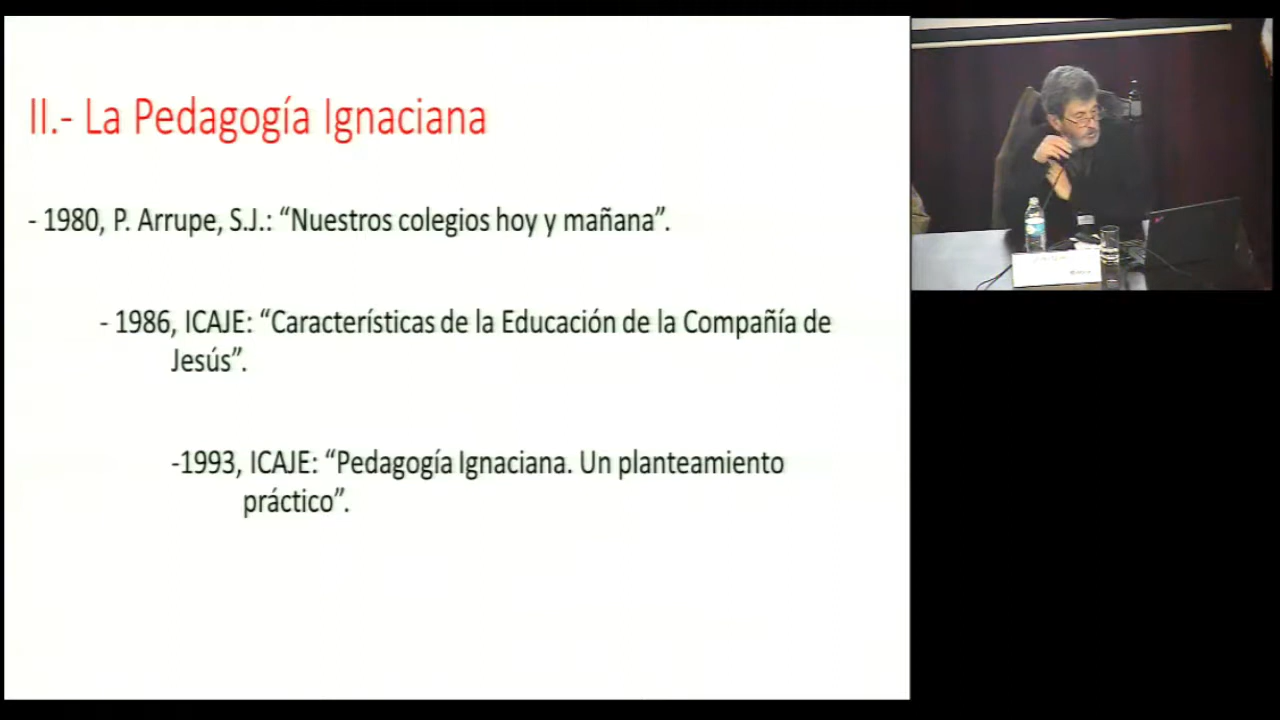 II.- La Pedagogía Ignaciana
- 1980, P. Arrupe, S.J.: “Nuestros colegios hoy y mañana”.
- 1986, ICAJE: “Características de la Educación de la Compañía de
Jesús”.
-1993, ICAJE: “Pedagogía Ignaciana. Un planteamiento
práctico”.